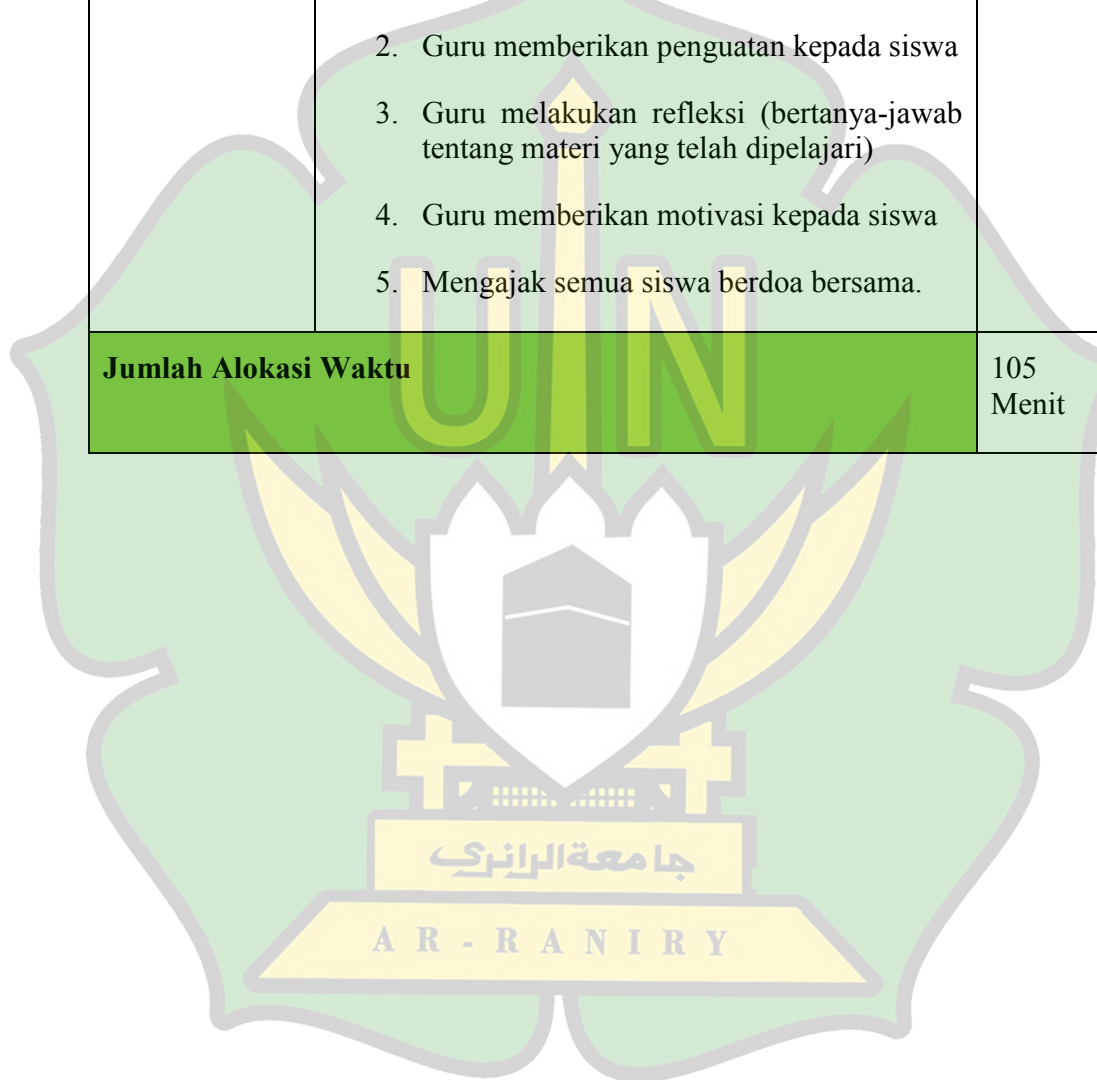 2. Guru memberikan penguatan kepada siswa
3. Guru melakukan refleksi (bertanya-jawab
tentang materi yang telah dipelajari)
4. Guru memberikan motivasi kepada siswa
5. Mengajak semua siswa berdoa bersama.
Jumlah Alokasi Waktu
105
Menit
UIN
جامعة الرانري
AR-RANIRY